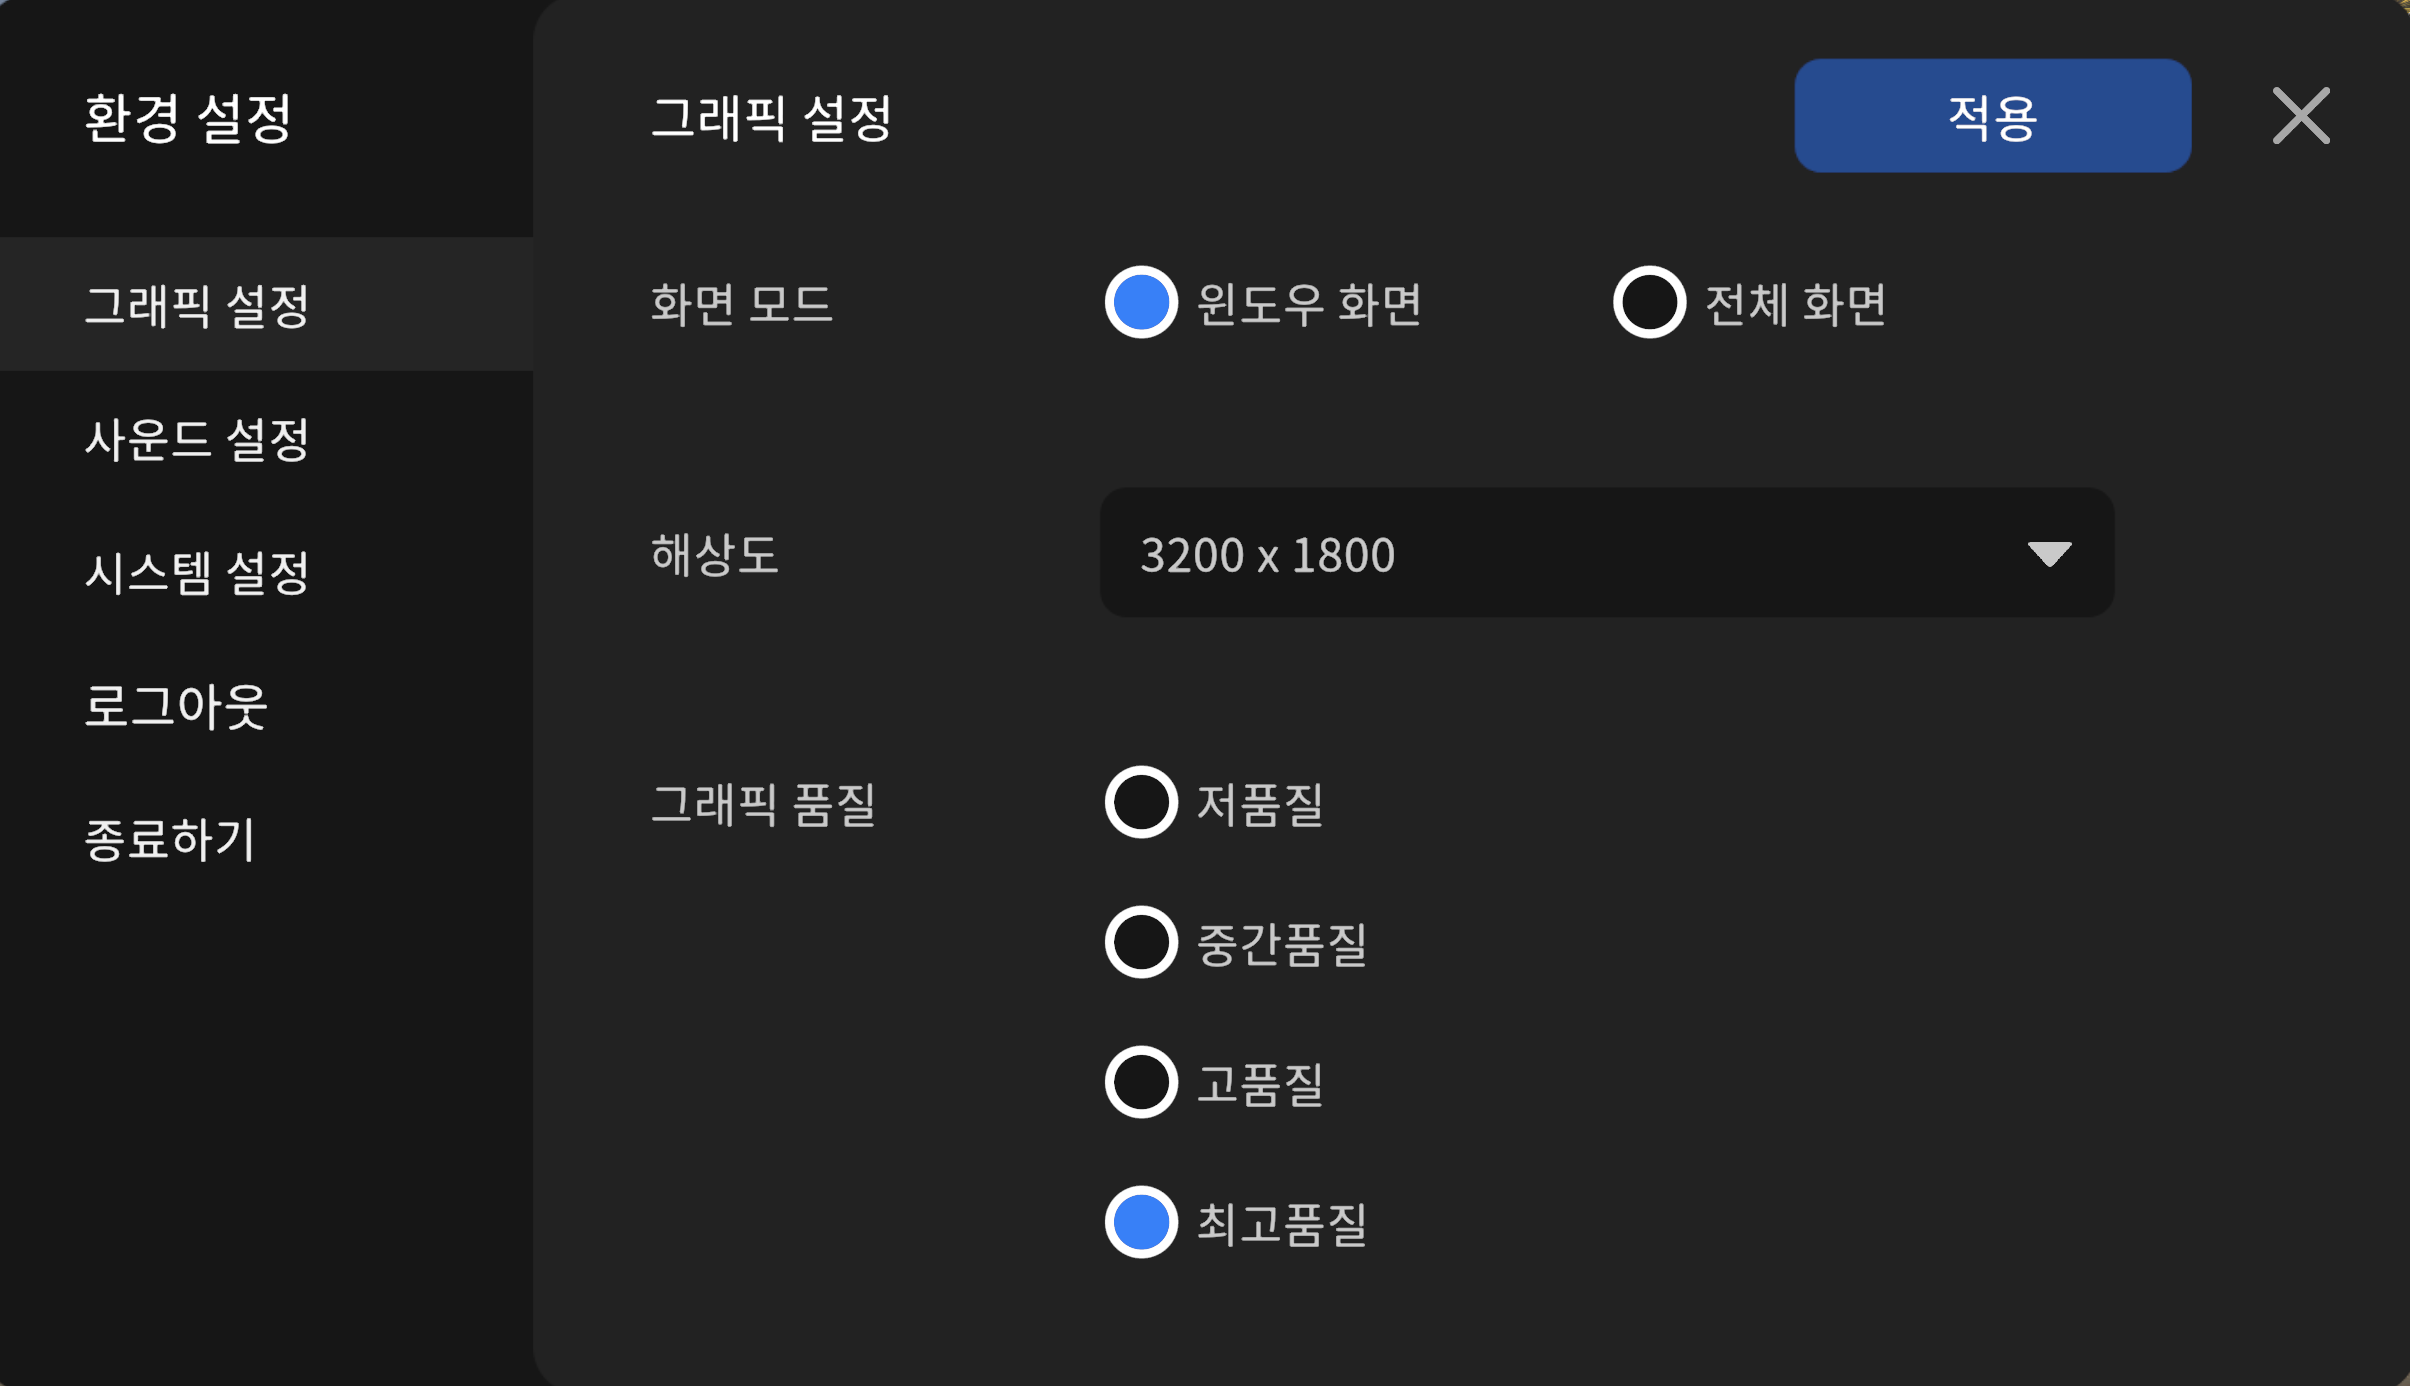 환경 설정
그래픽 설정
사운드 설정
시스템 설정
로그아웃
종료하기
그래픽 설정
적용
화면 모드
윈도우 화면
전체 화면
해상도
3200 x 1800
그래픽 품질
저품질
중간품질
고품질
최고품질